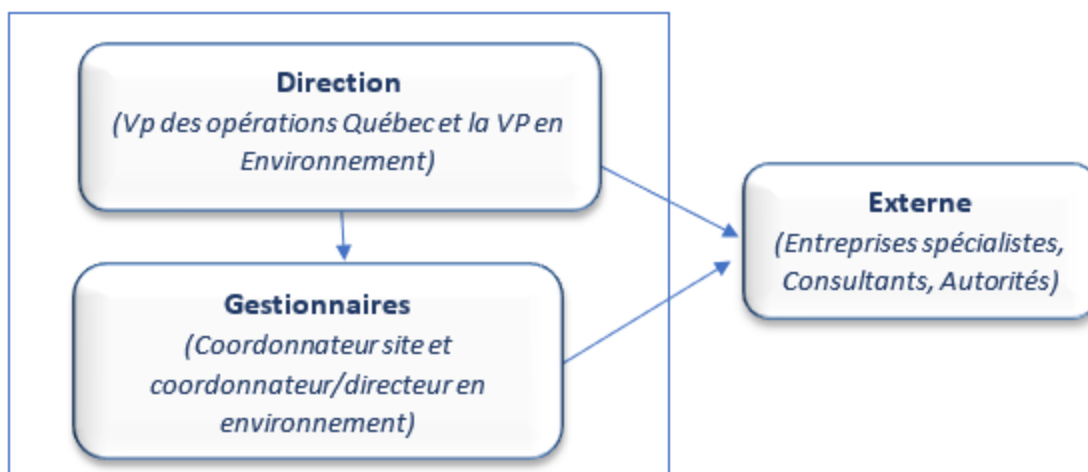 Direction
(Vp des opérations Québec et la VP en
Environnement)
Gestionnaires
(Coordonnateur site et
coordonnateur/directeur en
environnement)
Externe
(Entreprises spécialistes,
Consultants, Autorités)